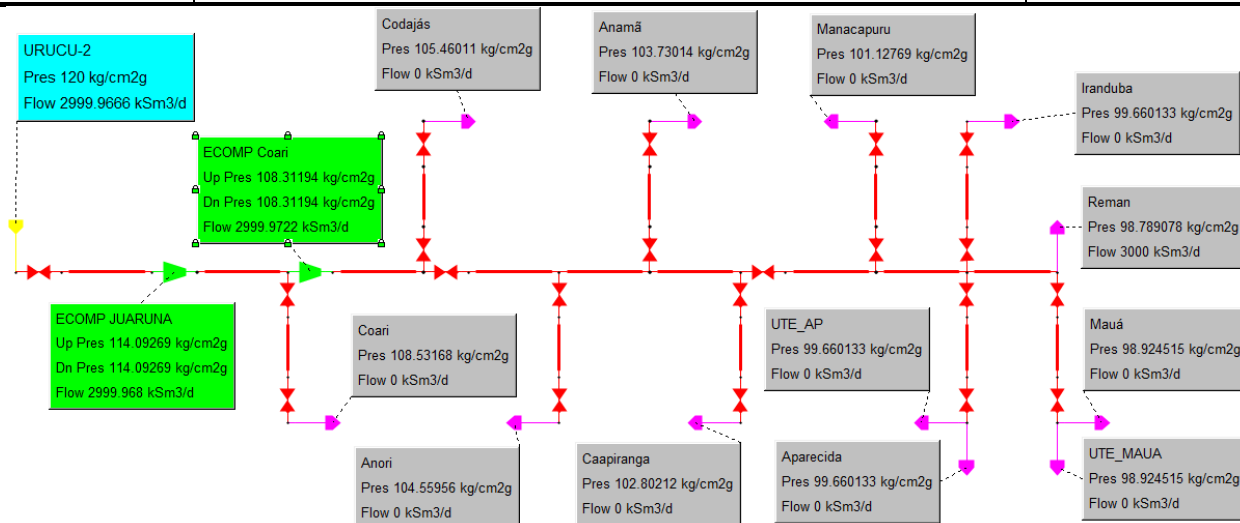 URUCU-2
Pres 120 kg/cm2g
Flow 2999.9666 kSm3/d
Codajás
Pres 105.46011 kg/cm2g
Flow 0 kSm3/d
Anamã
Pres 103.73014 kg/cm2g
Flow 0 kSm3/d
Manacapuru
Pres 101.12769 kg/cm2g
Flow 0 kSm3/d
Iranduba
Pres 99.660133 kg/cm2g
Flow 0 kSm3/d
ECOMP Coari
Up Pres 108.31194 kg/cm2g
Dn Pres 108.31194 kg/cm2g
Flow 2999.9722 kSm3/d
Reman
Pres 98.789078 kg/cm2g
Flow 3000 kSm3/d
ECOMP JUARUNA
Up Pres 114.09269 kg/cm2g
Dn Pres 114.09269 kg/cm2g
Flow 2999.968 kSm3/d
Coari
Pres 108.53168 kg/cm2g
Flow 0 kSm3/d
UTE_AP
Pres 99.660133 kg/cm2g
Flow 0 kSm3/d
Mauá
Pres 98.924515 kg/cm2g
Flow 0 kSm3/d
Anori
Pres 104.55956 kg/cm2g
Flow 0 kSm3/d
Caapiranga
Pres 102.80212 kg/cm2g
Flow 0 kSm3/d
Aparecida
Pres 99.660133 kg/cm2g
Flow 0 kSm3/d
UTE_MAUA
Pres 98.924515 kg/cm2g
Flow 0 kSm3/d